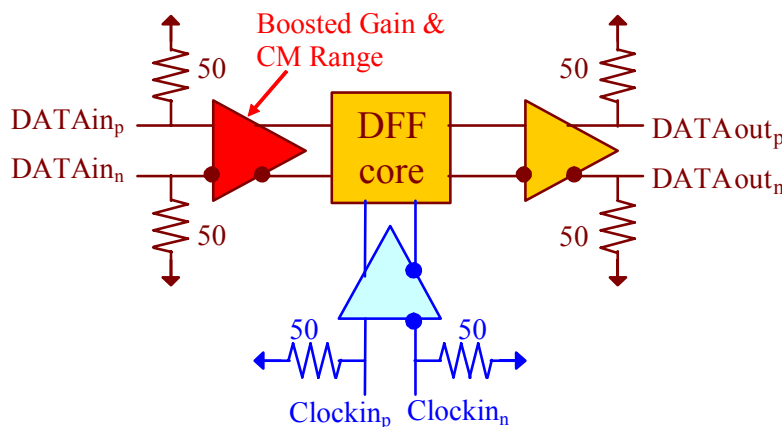 Boosted Gain &
CM Range
50
50
DATAinₚ
DFF
core
DATAoutₚ
DATAinₙ
DATAoutₙ
50
50
50
50
Clockinₚ
Clockinₙ